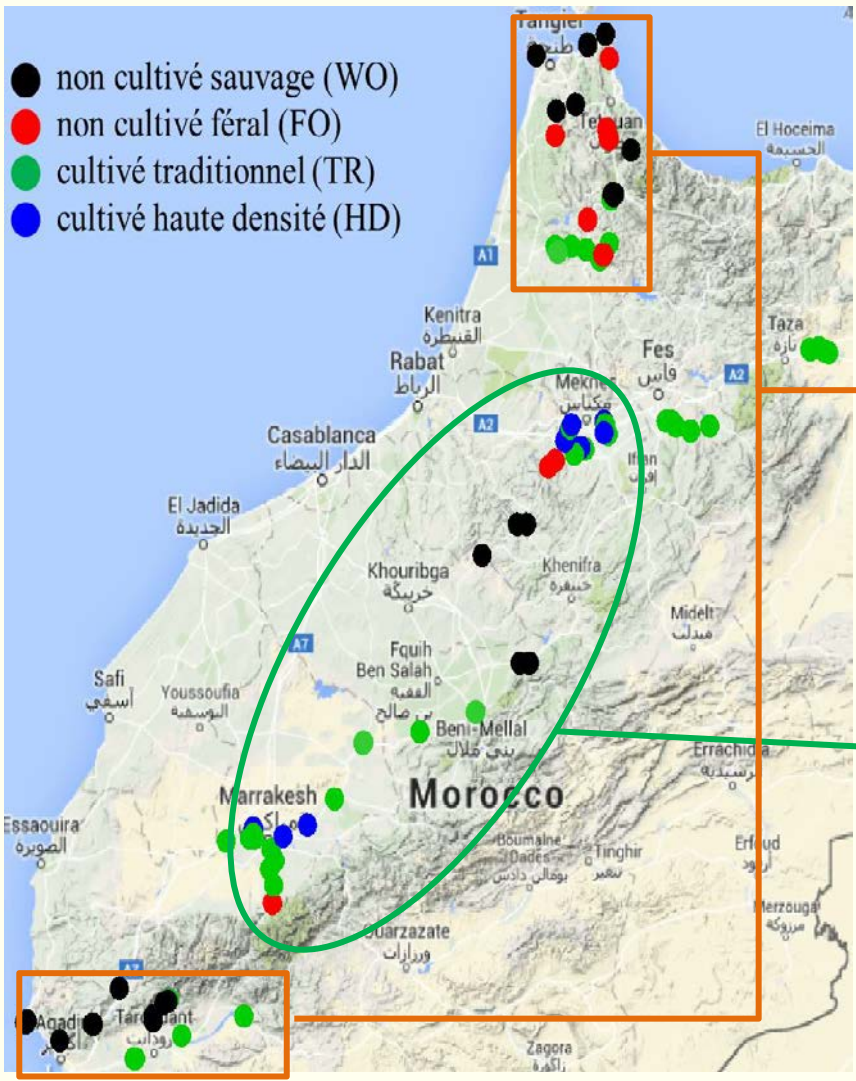 Tangier
طنجة
non cultivé sauvage (WO)
non cultivé féral (FO)
cultivé traditionnel (TR)
cultivé haute densité (HD)
El Hoceima
الحسيمة
A1
Kenitra
القنيطرة
Taza
تازة
Fes
فاس
Rabat
الرباط
A2
Meknes
مكناس
A2
Casablanca
الدار البيضاء
Ifran
إفران
El Jadida
الجديدة
Khouribga
خريبكة
Khenifra
خنيفرة
A7
Midelt
ميدلت
Fquih
Ben Salah
الفقيه
بن صالح
Safi
آسفي
Youssoufia
اليوسفية
Beni-Mellal
بني ملال
Errachidia
Marrakesh
Morocco
Essaouira
الصويرة
Boumalne
Dades
بومالن دادس
Tinghir
تنغير
Erfoud
أرفود
Merzouga
مرزوكة
Ouarzazate
ورزازات
Zagora
زاكورة